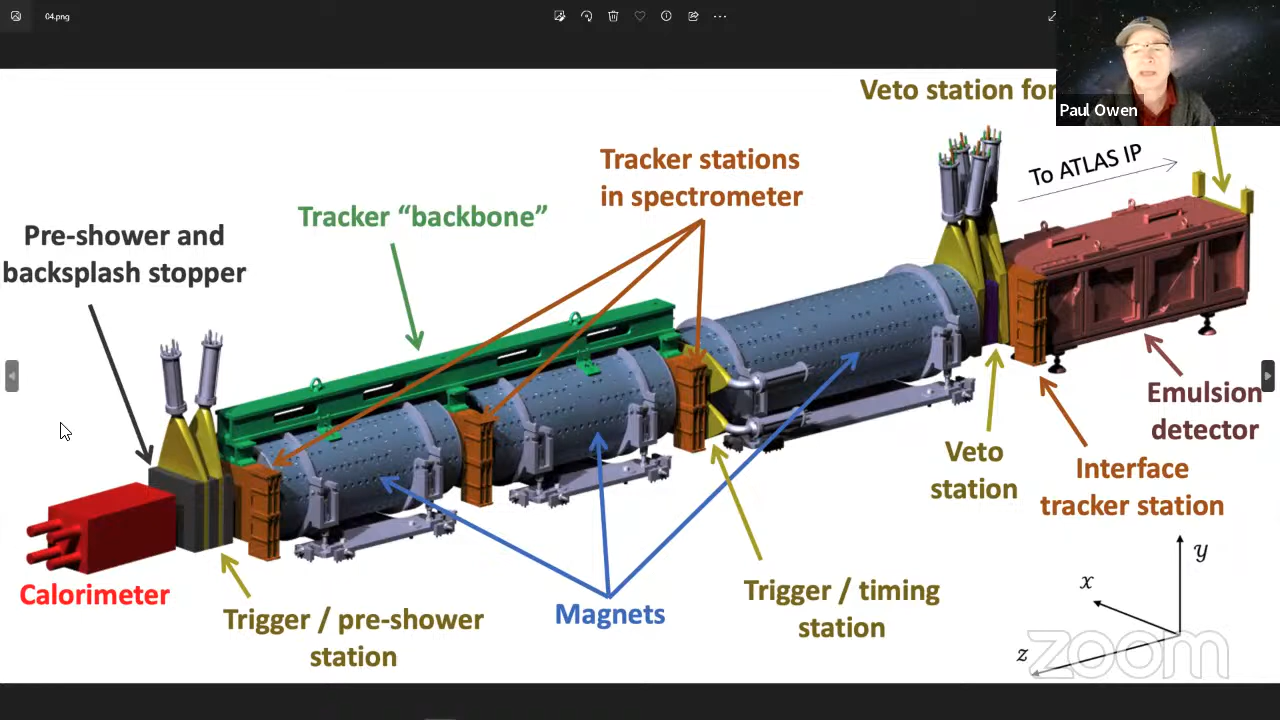 04.png
Veto station for
Paul Owen
To ATLAS IP
Tracker stations
in spectrometer
Tracker “backbone”
Pre-shower and
backsplash stopper
Emulsion
detector
Veto
station
Interface
tracker station
Calorimeter
Trigger / pre-shower
station
Magnets
Trigger / timing
station
y
x
z
zoom